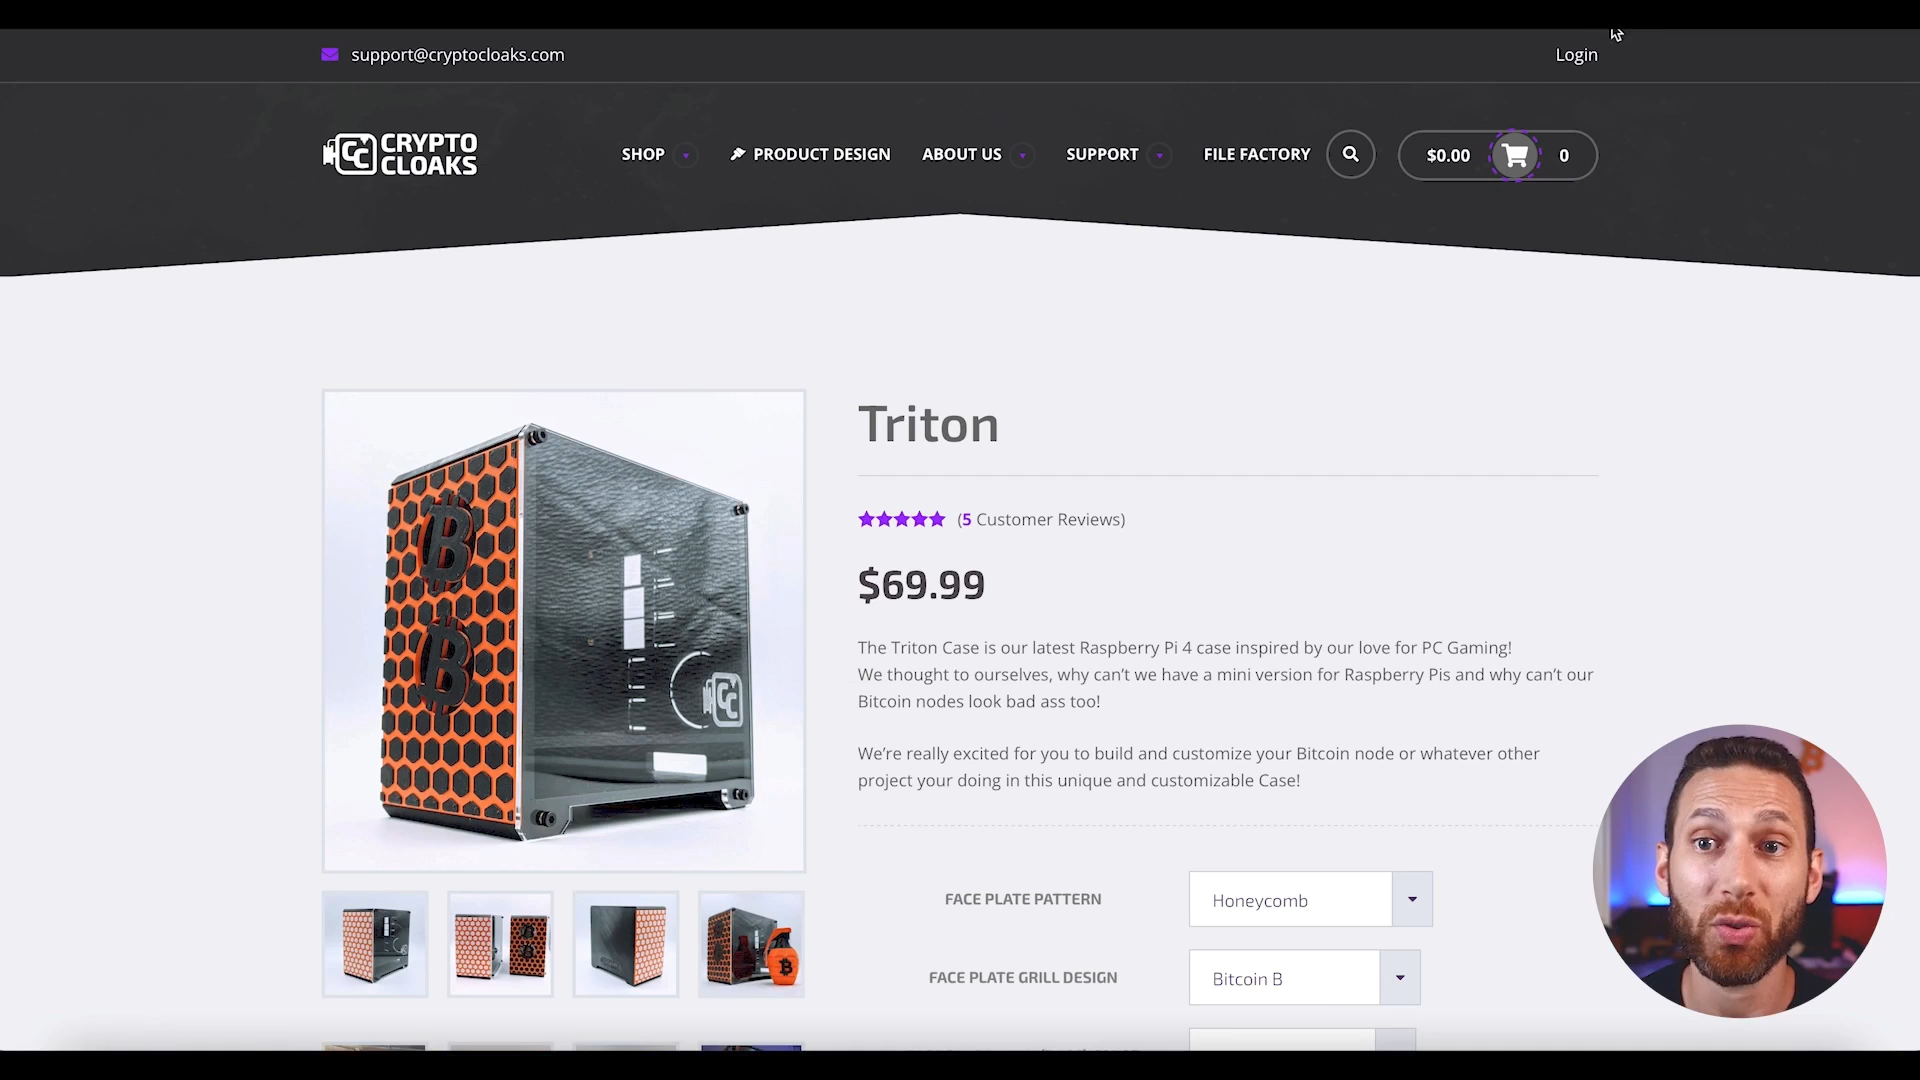 support@cryptocloaks.com
Login
CRYPTO
CLOAKS
SHOP
PRODUCT DESIGN
ABOUT US
SUPPORT
FILE FACTORY
$0.00
0
Triton
(5 Customer Reviews)
$69.99
The Triton Case is our latest Raspberry Pi 4 case inspired by our love for PC Gaming!
We thought to ourselves, why can't we have a mini version for Raspberry Pis and why can't our
Bitcoin nodes look bad ass too!
We're really excited for you to build and customize your Bitcoin node or whatever other
project your doing in this unique and customizable Case!
FACE PLATE PATTERN
Honeycomb
FACE PLATE GRILL DESIGN
Bitcoin B